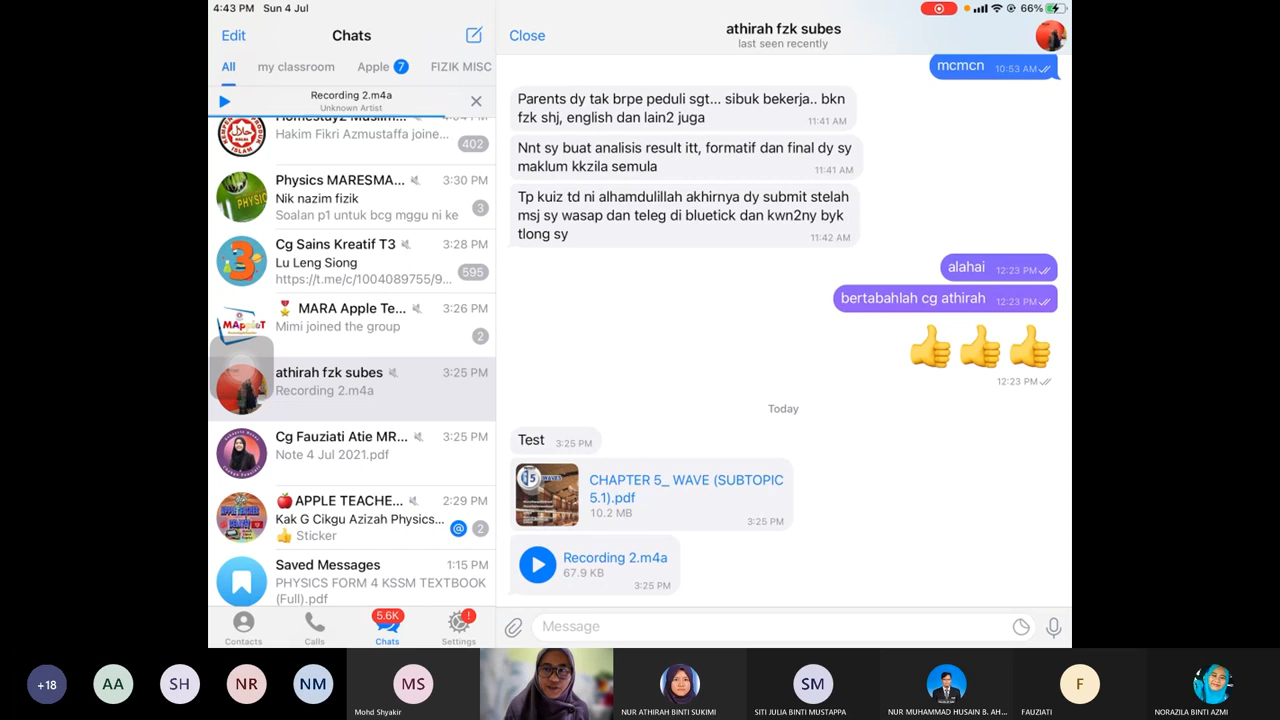 4:43 PM Sun 4 Jul
66%
Edit
Chats
All
my classroom
Apple 7
FIZIK MISC
Recording 2.m4a
Unknown Artist
Hakim Fikri Azmustaffa joine...
402
Physics MARESMA...
3:30 PM
Nik nazim fizik
Soalan p1 untuk bcg mggu ni ke
3
Cg Sains Kreatif T3
3:28 PM
Lu Leng Siong
https://t.me/c/1004089755/9...
595
MARA Apple Te...
3:26 PM
Mimi joined the group
2
athirah fzk subes
3:25 PM
Recording 2.m4a
Cg Fauziati Atie MR...
3:25 PM
Note 4 Jul 2021.pdf
APPLE TEACHE...
2:29 PM
Kak G Cikgu Azizah Physics...
@ 2
Sticker
Saved Messages
1:15 PM
PHYSICS FORM 4 KSSM TEXTBOOK
(Full).pdf
Contacts
Calls
5.6K
Chats
!
Settings
Close
athirah fzk subes
last seen recently
mcmcn 10:53 AM
Parents dy tak brpe peduli sgt... sibuk bekerja.. bkn
fzk shj, english dan lain2 juga
11:41 AM
Nnt sy buat analisis result itt, formatif dan final dy sy
maklum kkzila semula
11:41 AM
Tp kuiz td ni alhamdulillah akhirnya dy submit stelah
msj sy wasap dan teleg di bluetick dan kwn2ny byk
tlong sy
11:42 AM
alahai 12:23 PM
bertabahlah cg athirah 12:23 PM
12:23 PM
Today
Test 3:25 PM
CHAPTER 5_ WAVE (SUBTOPIC
5.1).pdf
10.2 MB
3:25 PM
Recording 2.m4a
67.9 KB
3:25 PM
Message
+18
AA
SH
NR
NM
MS
Mohd Shyakir
NUR ATHIRAH BINTI SUKIMI
SM
SITI JULIA BINTI MUSTAPPA
NUR MUHAMMAD HUSAIN B. AH...
F
FAUZIATI
NORAZILA BINTI AZMI